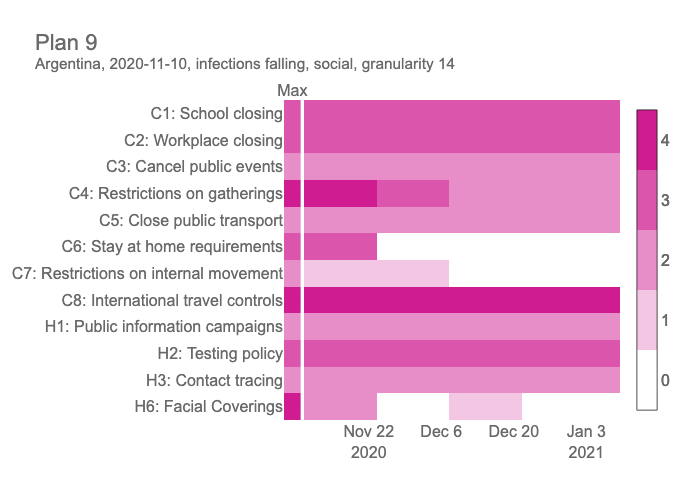 Plan 9
Argentina, 2020-11-10, infections falling, social, granularity 14
Max
C1: School closing
C2: Workplace closing
C3: Cancel public events
C4: Restrictions on gatherings
C5: Close public transport
C6: Stay at home requirements
C7: Restrictions on internal movement
C8: International travel controls
H1: Public information campaigns
H2: Testing policy
H3: Contact tracing
H6: Facial Coverings
4
3
2
1
0
Nov 22 Dec 6 Dec 20 Jan 3
2020 2021